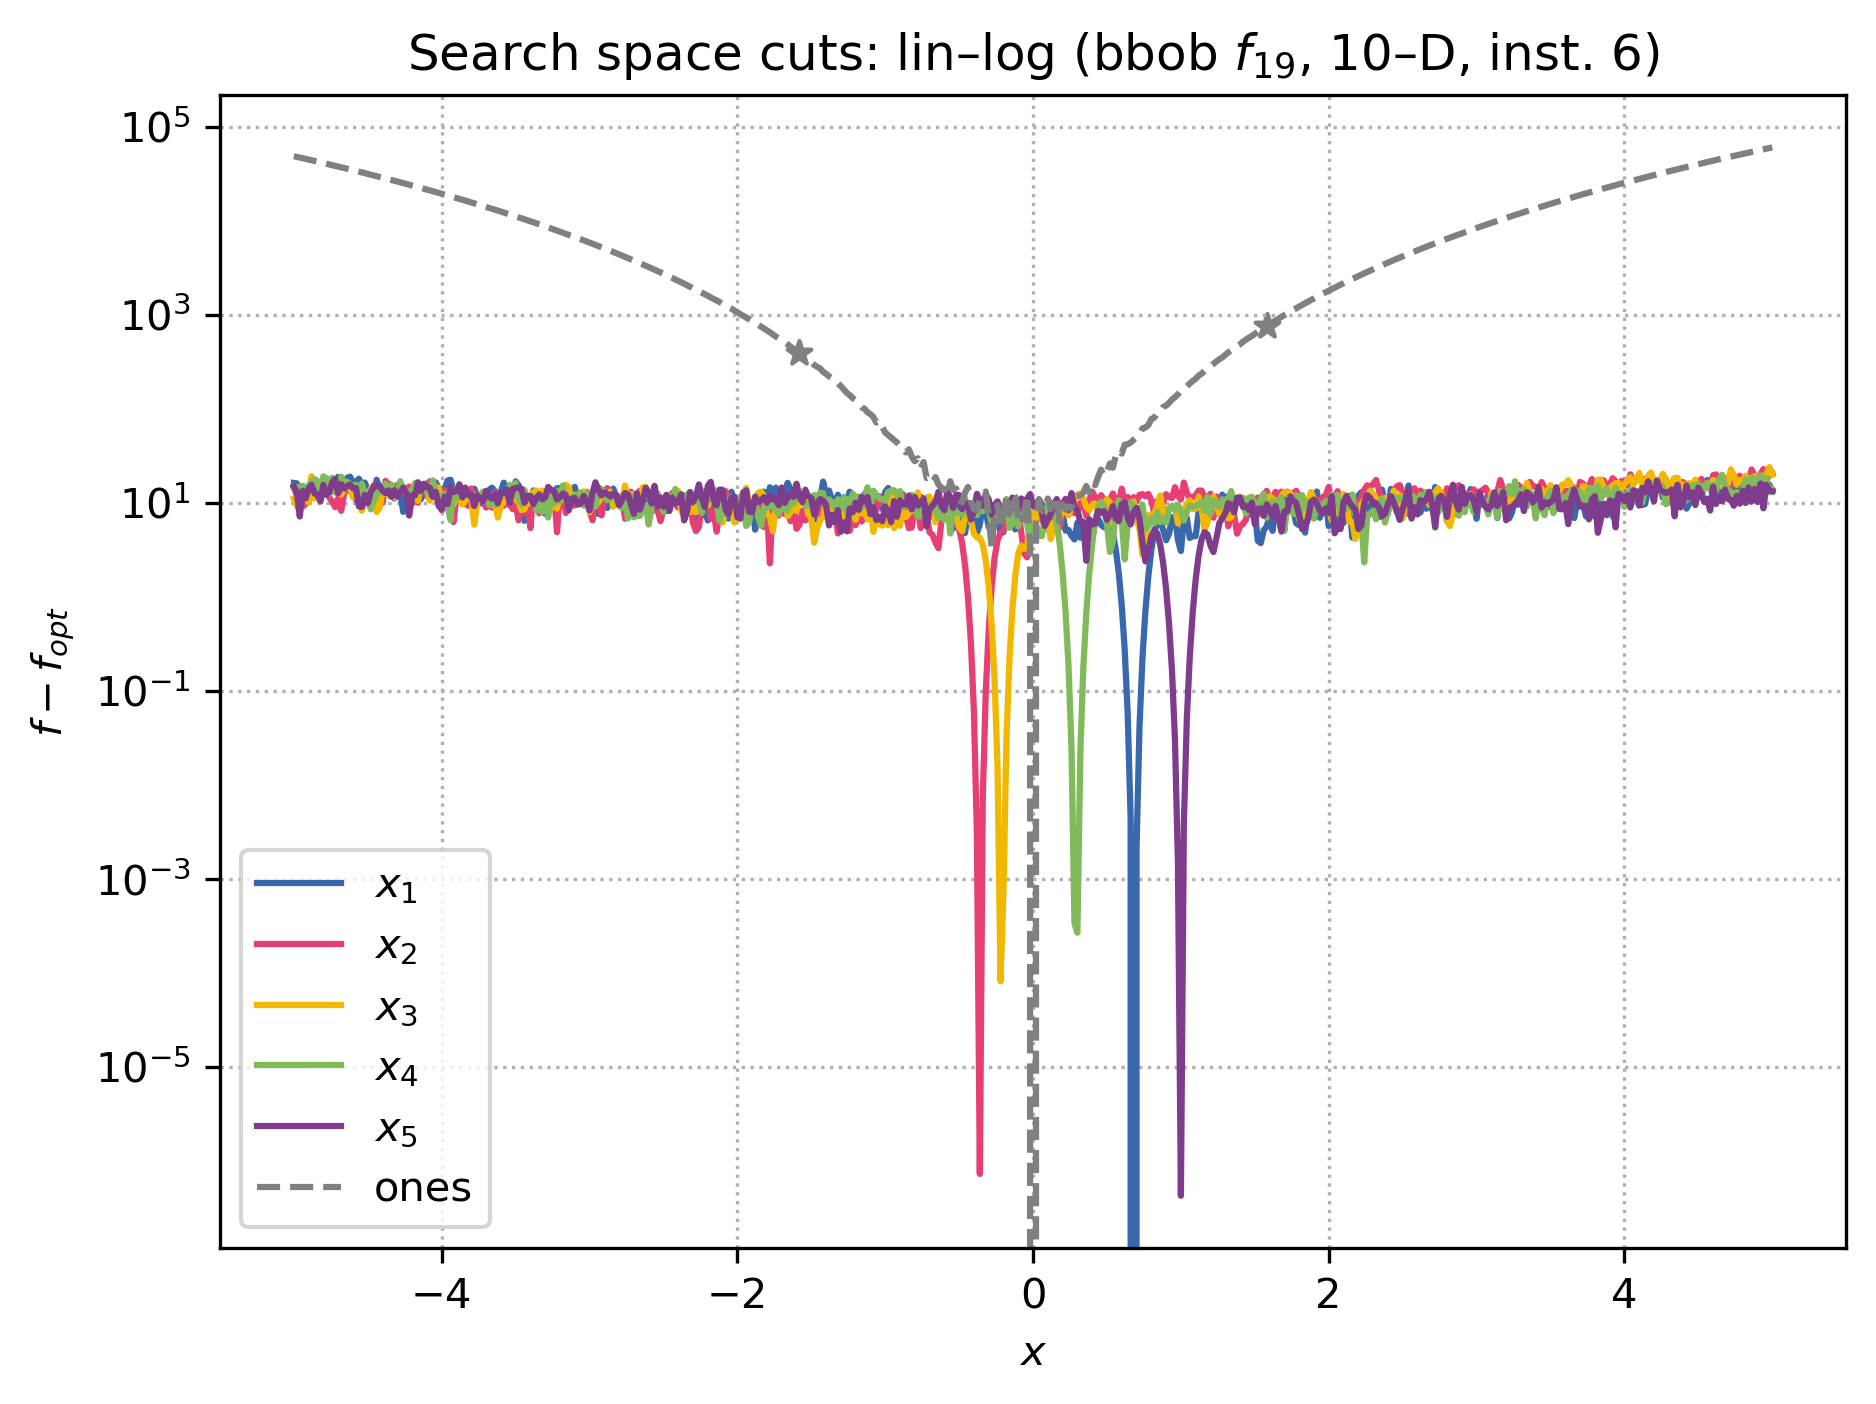 Search space cuts: lin–log (bbob f19, 10–D, inst. 6)
10^5
10^3
10^1
10^−1
10^−3
10^−5
f − fopt
x1
x2
x3
x4
x5
ones
−4 −2 0 2 4
x